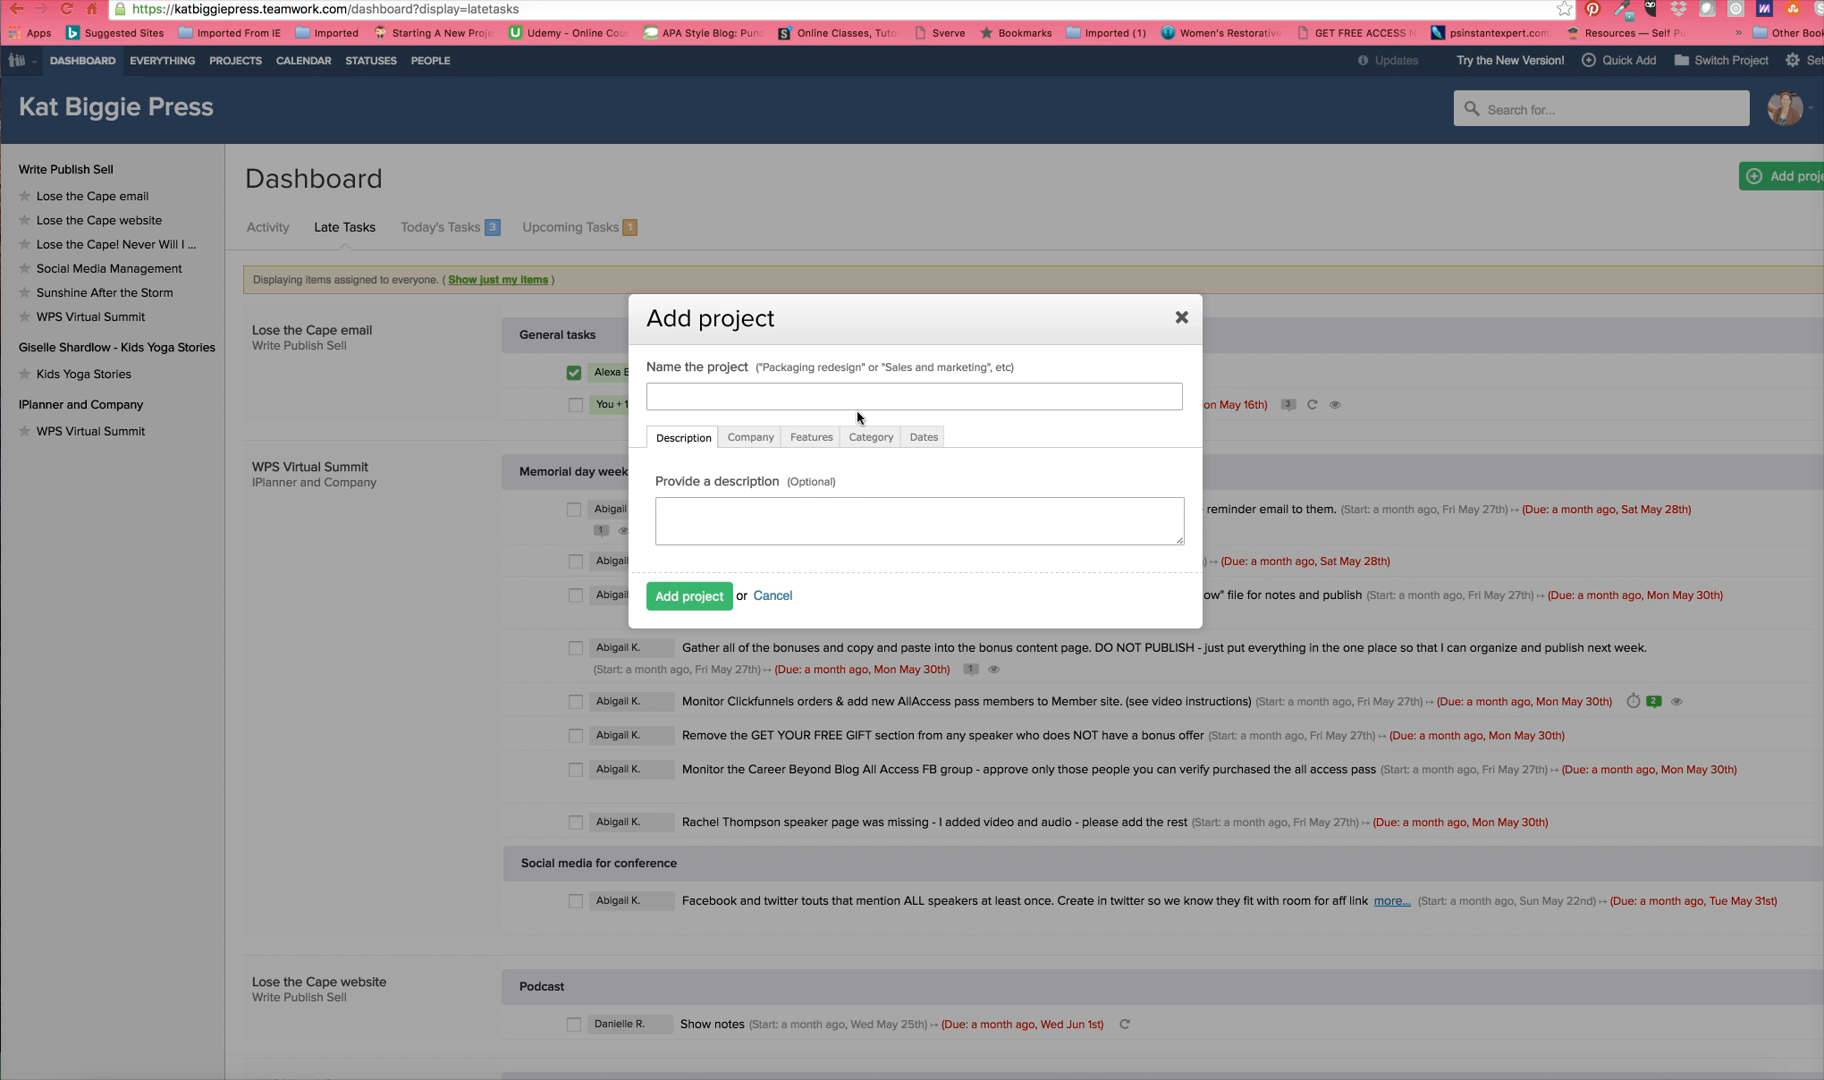 https://katbiggiepress.teamwork.com/dashboard?display=latetasks
Apps Suggested Sites Imported From IE Imported Starting A New Proje Udemy - Online Cou APA Style Blog: Punc Online Classes, Tuto Sverve Bookmarks Imported (1) Women's Restorative GET FREE ACCESS N psinstantexpert.com Resources — Self Pu » Other Book
DASHBOARD EVERYTHING PROJECTS CALENDAR STATUSES PEOPLE Updates Try the New Version! Quick Add Switch Project Set
Kat Biggie Press
Search for...
Write Publish Sell
Lose the Cape email
Lose the Cape website
Lose the Cape! Never Will I ...
Social Media Management
Sunshine After the Storm
WPS Virtual Summit
Giselle Shardlow - Kids Yoga Stories
Kids Yoga Stories
IPlanner and Company
WPS Virtual Summit
Dashboard
Add proje
Activity Late Tasks Today's Tasks 3 Upcoming Tasks 1
Displaying items assigned to everyone. ( Show just my items )
Lose the Cape email
Write Publish Sell
General tasks
Alexa B
You + 1
on May 16th) 3
Add project
Name the project ("Packaging redesign" or "Sales and marketing", etc)
Description Company Features Category Dates
Provide a description (Optional)
Add project or Cancel
WPS Virtual Summit
IPlanner and Company
Memorial day week
Abigail reminder email to them. (Start: a month ago, Fri May 27th) ↦ (Due: a month ago, Sat May 28th)
1
Abigail ) ↦ (Due: a month ago, Sat May 28th)
Abigail ow" file for notes and publish (Start: a month ago, Fri May 27th) ↦ (Due: a month ago, Mon May 30th)
Abigail K. Gather all of the bonuses and copy and paste into the bonus content page. DO NOT PUBLISH - just put everything in the one place so that I can organize and publish next week.
(Start: a month ago, Fri May 27th) ↦ (Due: a month ago, Mon May 30th) 1
Abigail K. Monitor Clickfunnels orders & add new AllAccess pass members to Member site. (see video instructions) (Start: a month ago, Fri May 27th) ↦ (Due: a month ago, Mon May 30th) 2
Abigail K. Remove the GET YOUR FREE GIFT section from any speaker who does NOT have a bonus offer (Start: a month ago, Fri May 27th) ↦ (Due: a month ago, Mon May 30th)
Abigail K. Monitor the Career Beyond Blog All Access FB group - approve only those people you can verify purchased the all access pass (Start: a month ago, Fri May 27th) ↦ (Due: a month ago, Mon May 30th)
Abigail K. Rachel Thompson speaker page was missing - I added video and audio - please add the rest (Start: a month ago, Fri May 27th) ↦ (Due: a month ago, Mon May 30th)
Social media for conference
Abigail K. Facebook and twitter touts that mention ALL speakers at least once. Create in twitter so we know they fit with room for aff link more... (Start: a month ago, Sun May 22nd) ↦ (Due: a month ago, Tue May 31st)
Lose the Cape website
Write Publish Sell
Podcast
Danielle R. Show notes (Start: a month ago, Wed May 25th) ↦ (Due: a month ago, Wed Jun 1st)